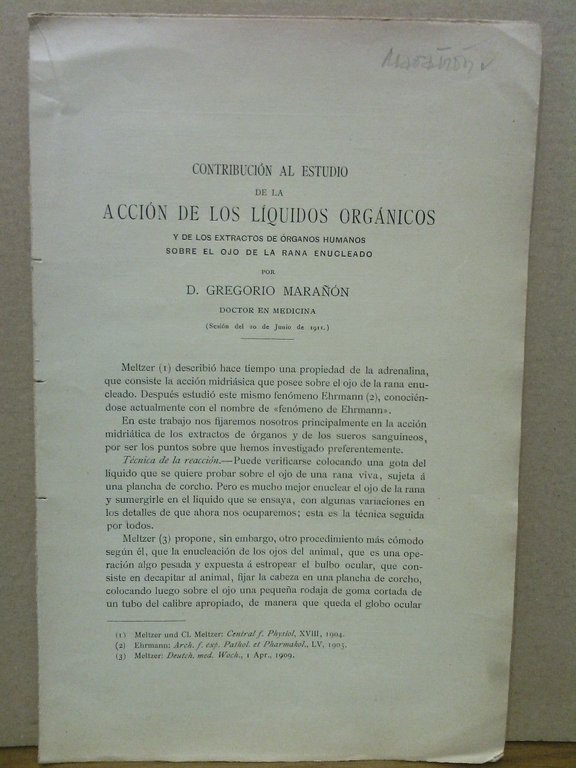 Marañón
CONTRIBUCIÓN AL ESTUDIO
DE LA
ACCIÓN DE LOS LÍQUIDOS ORGÁNICOS
Y DE LOS EXTRACTOS DE ÓRGANOS HUMANOS
SOBRE EL OJO DE LA RANA ENUCLEADO
POR
D. GREGORIO MARAÑÓN
DOCTOR EN MEDICINA
(Sesión del 10 de Junio de 1911.)
Meltzer (1) describió hace tiempo una propiedad de la adrenalina,
que consiste la acción midriásica que posee sobre el ojo de la rana enu-
cleado. Después estudió este mismo fenómeno Ehrmann (2), conocién-
dose actualmente con el nombre de «fenómeno de Ehrmann».
En este trabajo nos fijaremos nosotros principalmente en la acción
midriática de los extractos de órganos y de los sueros sanguíneos,
por ser los puntos sobre que hemos investigado preferentemente.
Técnica de la reacción.—Puede verificarse colocando una gota del
líquido que se quiere probar sobre el ojo de una rana viva, sujeta á
una plancha de corcho. Pero es mucho mejor enuclear el ojo de la rana
y sumergirle en el líquido que se ensaya, con algunas variaciones en
los detalles de que ahora nos ocuparemos; esta es la técnica seguida
por todos.
Meltzer (3) propone, sin embargo, otro procedimiento más cómodo
según él, que la enucleación de los ojos del animal, que es una ope-
ración algo pesada y expuesta á estropear el bulbo ocular, que con-
siste en decapitar al animal, fijar la cabeza en una plancha de corcho,
colocando luego sobre el ojo una pequeña rodaja de goma cortada de
un tubo del calibre apropiado, de manera que queda el globo ocular
(1) Meltzer und Cl. Meltzer: Central f. Physiol, XVIII, 1904.
(2) Ehrmann: Arch. f. exp. Pathol. et Pharmakol., LV, 1905.
(3) Meltzer: Deutch. med. Woch., 1 Apr., 1909.